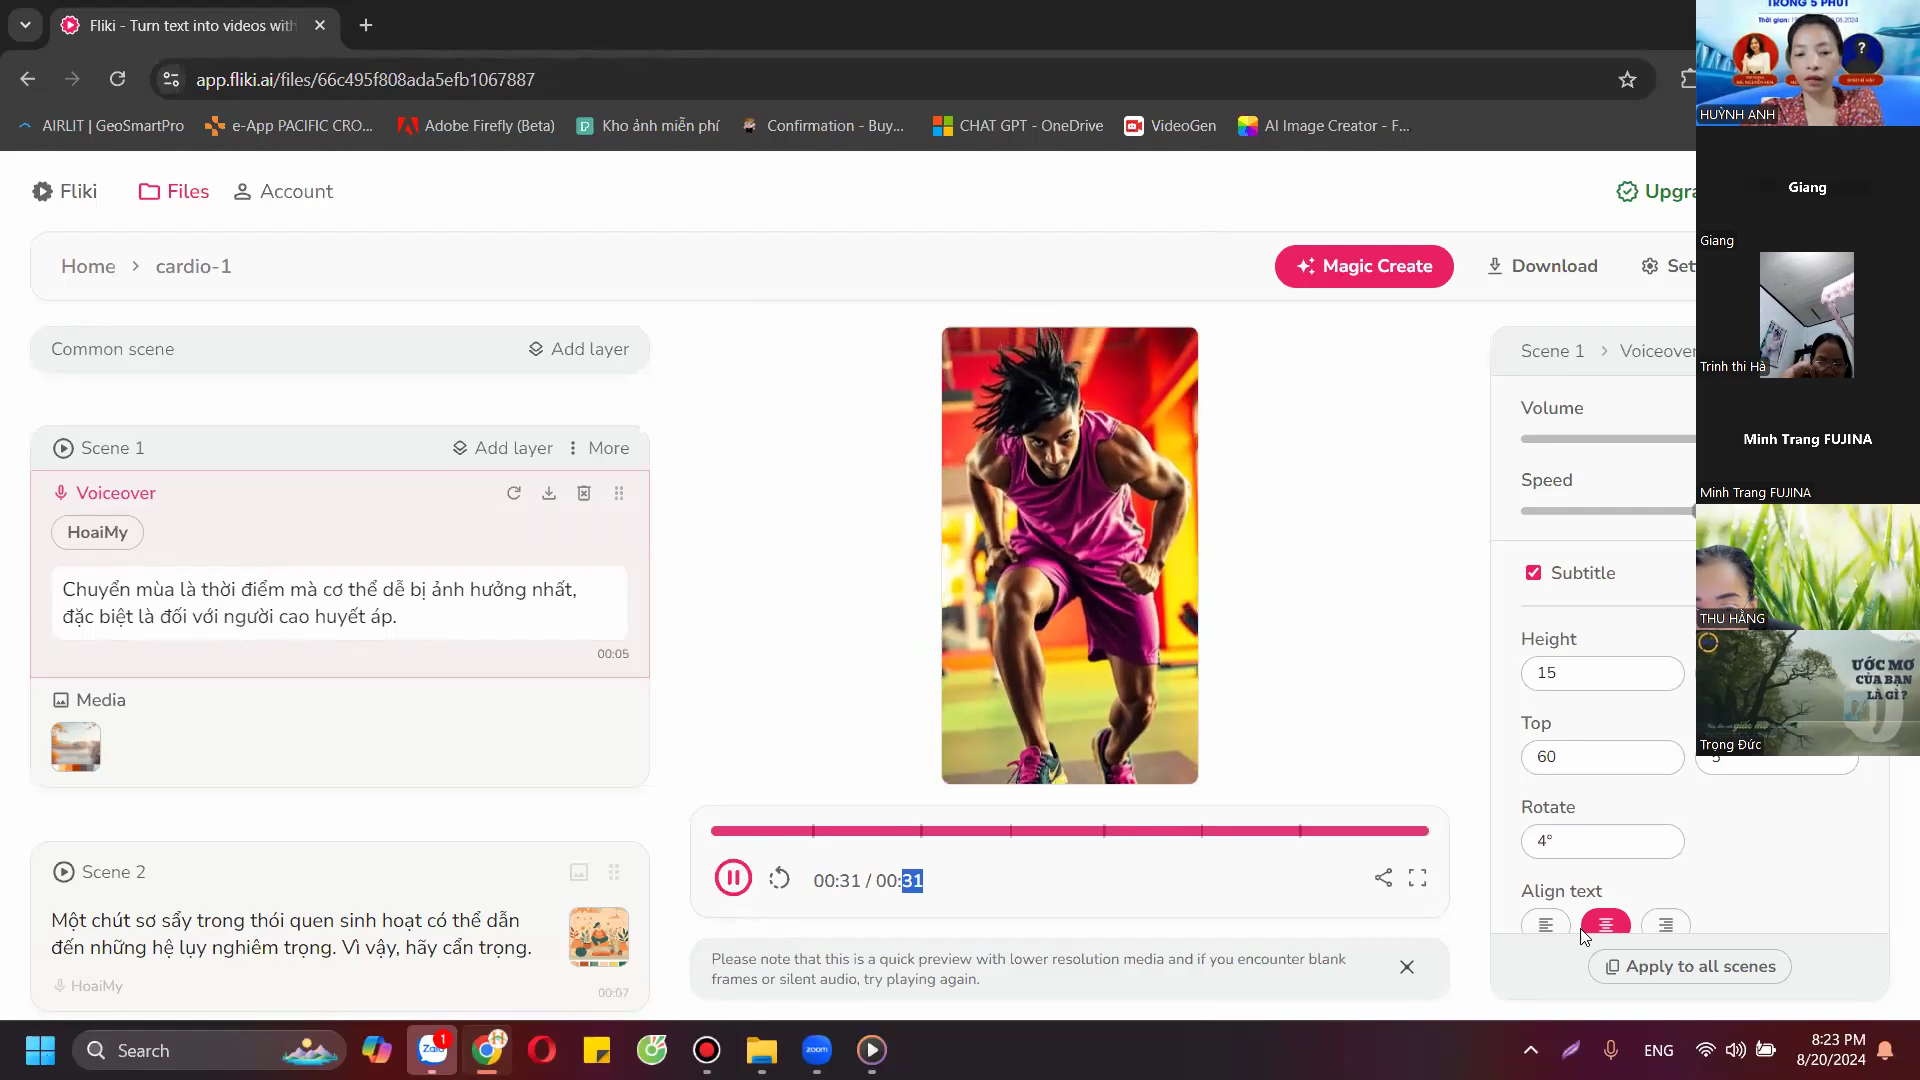 Fliki - Turn text into videos with
app.fliki.ai/files/66c495f808ada5efb1067887
AIRLIT | GeoSmartPro
e-App PACIFIC CRO...
Adobe Firefly (Beta)
Kho ảnh miễn phí
Confirmation - Buy...
CHAT GPT - OneDrive
VideoGen
AI Image Creator - F...
Fliki
Files
Account
Upgra
Home > cardio-1
Magic Create
Download
Set
Common scene
Add layer
Scene 1
Add layer
More
Voiceover
HoaiMy
Chuyển mùa là thời điểm mà cơ thể dễ bị ảnh hưởng nhất,
đặc biệt là đối với người cao huyết áp.
00:05
Media
Scene 2
Một chút sơ sẩy trong thói quen sinh hoạt có thể dẫn
đến những hệ lụy nghiêm trọng. Vì vậy, hãy cẩn trọng.
HoaiMy
00:07
00:31 / 00:31
Please note that this is a quick preview with lower resolution media and if you encounter blank
frames or silent audio, try playing again.
Scene 1 > Voiceover
Volume
Speed
Subtitle
Height
15
Top
60
5
Rotate
4°
Align text
Apply to all scenes
TRONG 5 PHÚT
HUỲNH ANH
Giang
Giang
Trinh thi Hà
Minh Trang FUJINA
Minh Trang FUJINA
THU HẰNG
ƯỚC MƠ
CỦA BẠN
LÀ GÌ?
Trọng Đức
Search
1
Zalo
zoom
ENG
8:23 PM
8/20/2024